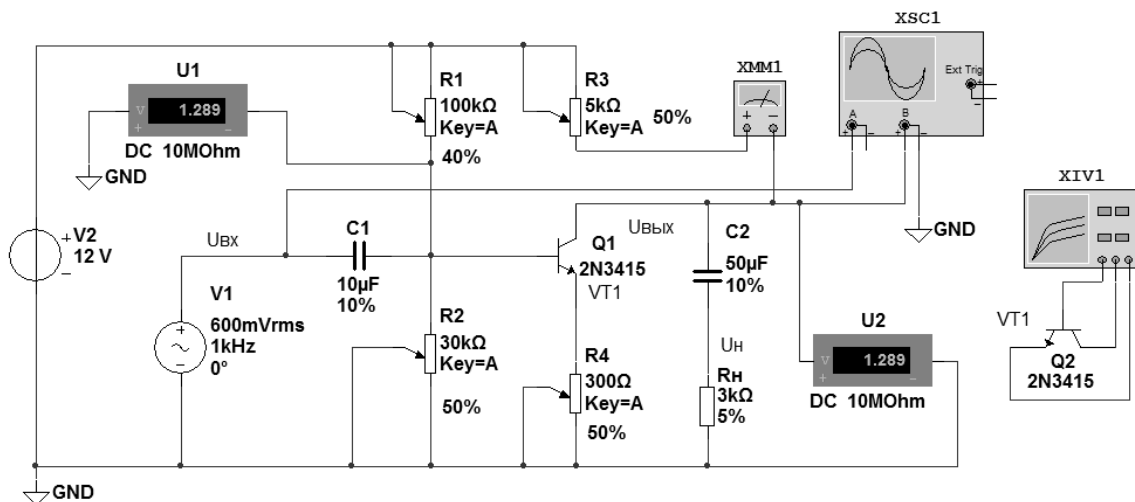 XSC1
Ext Trig
+
A
B
+
−
+
−
XMM1
+
−
U1
V
1.289
+
−
DC 10MOhm
GND
R1
100kΩ
Key=A
40%
R3
5kΩ
Key=A
50%
XIV1
GND
V2
+
−
12 V
Uвх
C1
10µF
10%
Q1
2N3415
VT1
Uвых
C2
50µF
10%
V1
+
−
600mVrms
1kHz
0°
R2
30kΩ
Key=A
50%
R4
300Ω
Key=A
50%
Uн
Rн
3kΩ
5%
U2
V
1.289
+
−
DC 10MOhm
VT1
Q2
2N3415
GND